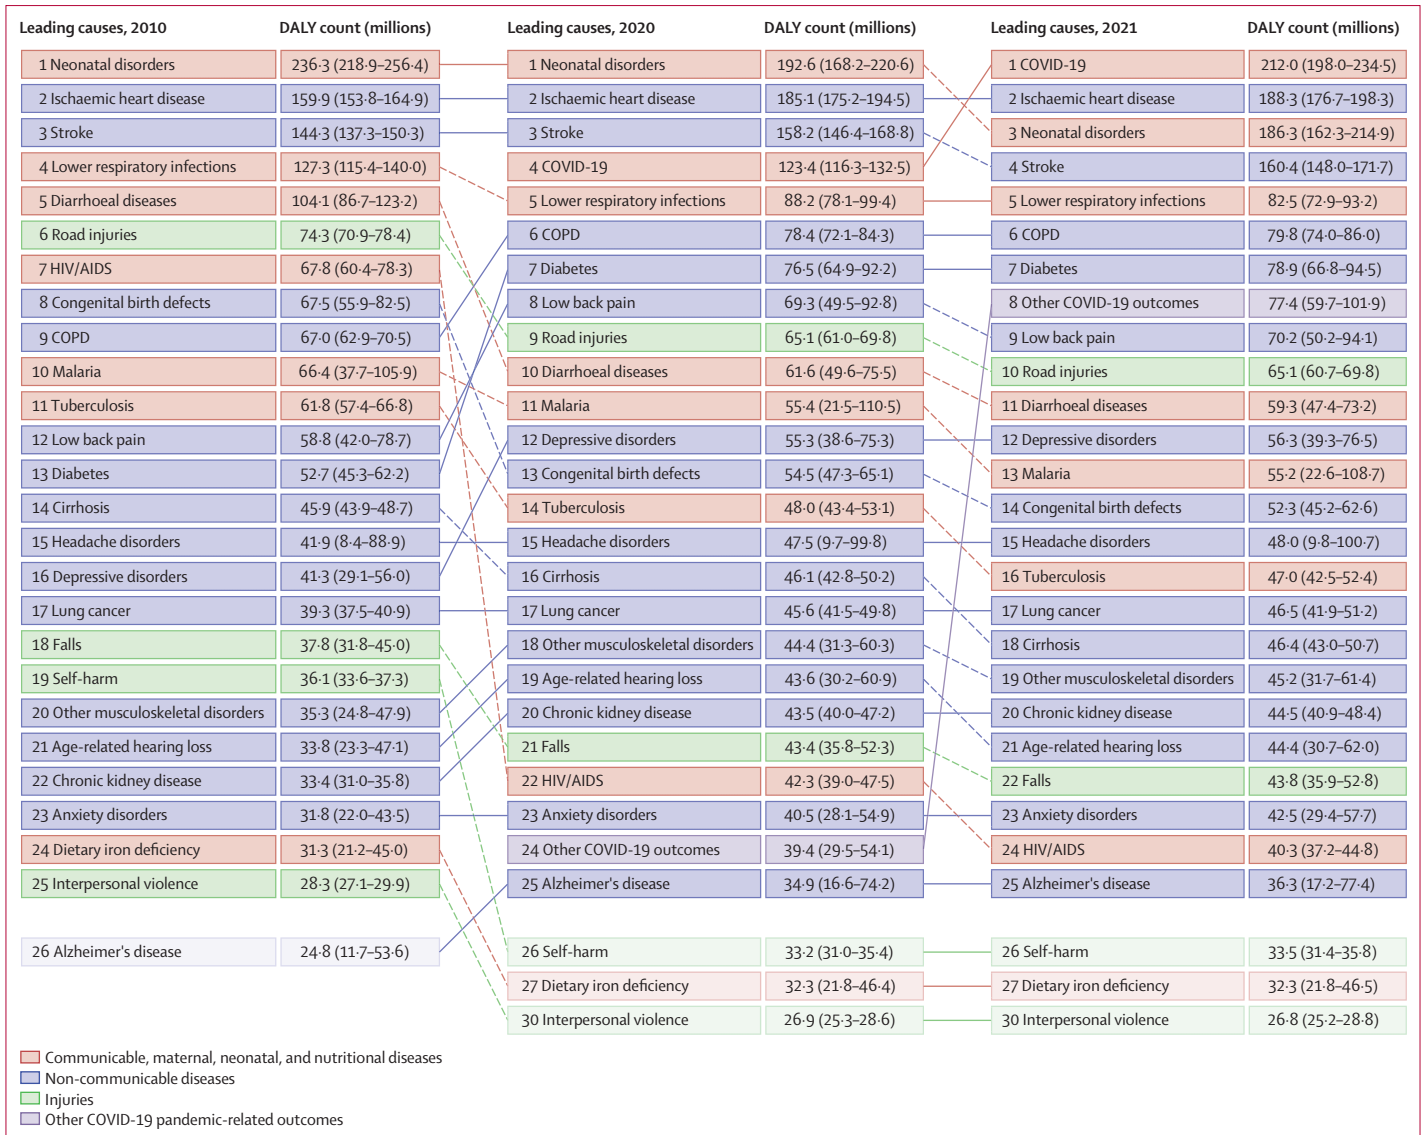 Leading causes, 2010 DALY count (millions) Leading causes, 2020 DALY count (millions) Leading causes, 2021 DALY count (millions)
1 Neonatal disorders 236·3 (218·9–256·4) 1 Neonatal disorders 192·6 (168·2–220·6) 1 COVID-19 212·0 (198·0–234·5)
2 Ischaemic heart disease 159·9 (153·8–164·9) 2 Ischaemic heart disease 185·1 (175·2–194·5) 2 Ischaemic heart disease 188·3 (176·7–198·3)
3 Stroke 144·3 (137·3–150·3) 3 Stroke 158·2 (146·4–168·8) 3 Neonatal disorders 186·3 (162·3–214·9)
4 Lower respiratory infections 127·3 (115·4–140·0) 4 COVID-19 123·4 (116·3–132·5) 4 Stroke 160·4 (148·0–171·7)
5 Diarrhoeal diseases 104·1 (86·7–123·2) 5 Lower respiratory infections 88·2 (78·1–99·4) 5 Lower respiratory infections 82·5 (72·9–93·2)
6 Road injuries 74·3 (70·9–78·4) 6 COPD 78·4 (72·1–84·3) 6 COPD 79·8 (74·0–86·0)
7 HIV/AIDS 67·8 (60·4–78·3) 7 Diabetes 76·5 (64·9–92·2) 7 Diabetes 78·9 (66·8–94·5)
8 Congenital birth defects 67·5 (55·9–82·5) 8 Low back pain 69·3 (49·5–92·8) 8 Other COVID-19 outcomes 77·4 (59·7–101·9)
9 COPD 67·0 (62·9–70·5) 9 Road injuries 65·1 (61·0–69·8) 9 Low back pain 70·2 (50·2–94·1)
10 Malaria 66·4 (37·7–105·9) 10 Diarrhoeal diseases 61·6 (49·6–75·5) 10 Road injuries 65·1 (60·7–69·8)
11 Tuberculosis 61·8 (57·4–66·8) 11 Malaria 55·4 (21·5–110·5) 11 Diarrhoeal diseases 59·3 (47·4–73·2)
12 Low back pain 58·8 (42·0–78·7) 12 Depressive disorders 55·3 (38·6–75·3) 12 Depressive disorders 56·3 (39·3–76·5)
13 Diabetes 52·7 (45·3–62·2) 13 Congenital birth defects 54·5 (47·3–65·1) 13 Malaria 55·2 (22·6–108·7)
14 Cirrhosis 45·9 (43·9–48·7) 14 Tuberculosis 48·0 (43·4–53·1) 14 Congenital birth defects 52·3 (45·2–62·6)
15 Headache disorders 41·9 (8·4–88·9) 15 Headache disorders 47·5 (9·7–99·8) 15 Headache disorders 48·0 (9·8–100·7)
16 Depressive disorders 41·3 (29·1–56·0) 16 Cirrhosis 46·1 (42·8–50·2) 16 Tuberculosis 47·0 (42·5–52·4)
17 Lung cancer 39·3 (37·5–40·9) 17 Lung cancer 45·6 (41·5–49·8) 17 Lung cancer 46·5 (41·9–51·2)
18 Falls 37·8 (31·8–45·0) 18 Other musculoskeletal disorders 44·4 (31·3–60·3) 18 Cirrhosis 46·4 (43·0–50·7)
19 Self-harm 36·1 (33·6–37·3) 19 Age-related hearing loss 43·6 (30·2–60·9) 19 Other musculoskeletal disorders 45·2 (31·7–61·4)
20 Other musculoskeletal disorders 35·3 (24·8–47·9) 20 Chronic kidney disease 43·5 (40·0–47·2) 20 Chronic kidney disease 44·5 (40·9–48·4)
21 Age-related hearing loss 33·8 (23·3–47·1) 21 Falls 43·4 (35·8–52·3) 21 Age-related hearing loss 44·4 (30·7–62·0)
22 Chronic kidney disease 33·4 (31·0–35·8) 22 HIV/AIDS 42·3 (39·0–47·5) 22 Falls 43·8 (35·9–52·8)
23 Anxiety disorders 31·8 (22·0–43·5) 23 Anxiety disorders 40·5 (28·1–54·9) 23 Anxiety disorders 42·5 (29·4–57·7)
24 Dietary iron deficiency 31·3 (21·2–45·0) 24 Other COVID-19 outcomes 39·4 (29·5–54·1) 24 HIV/AIDS 40·3 (37·2–44·8)
25 Interpersonal violence 28·3 (27·1–29·9) 25 Alzheimer's disease 34·9 (16·6–74·2) 25 Alzheimer's disease 36·3 (17·2–77·4)
26 Alzheimer's disease 24·8 (11·7–53·6) 26 Self-harm 33·2 (31·0–35·4) 26 Self-harm 33·5 (31·4–35·8)
27 Dietary iron deficiency 32·3 (21·8–46·4) 27 Dietary iron deficiency 32·3 (21·8–46·5)
30 Interpersonal violence 26·9 (25·3–28·6) 30 Interpersonal violence 26·8 (25·2–28·8)
Communicable, maternal, neonatal, and nutritional diseases
Non-communicable diseases
Injuries
Other COVID-19 pandemic-related outcomes